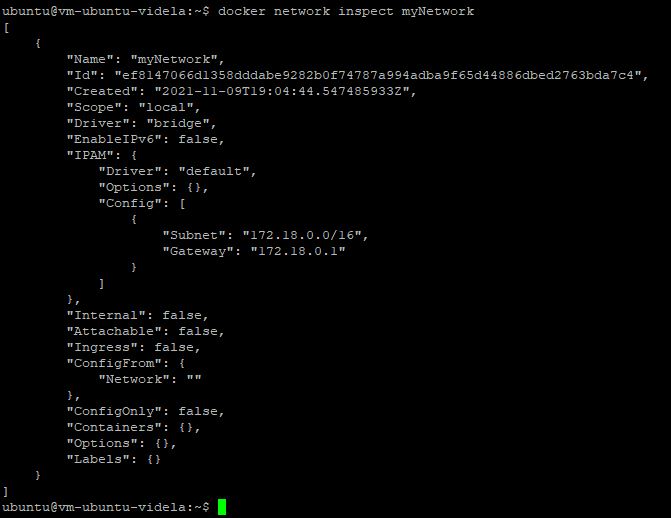 ubuntu@vm-ubuntu-videla:~$ docker network inspect myNetwork
[
    {
        "Name": "myNetwork",
        "Id": "ef8147066d1358dddabe9282b0f74787a994adba9f65d44886dbed2763bda7c4",
        "Created": "2021-11-09T19:04:44.547485933Z",
        "Scope": "local",
        "Driver": "bridge",
        "EnableIPv6": false,
        "IPAM": {
            "Driver": "default",
            "Options": {},
            "Config": [
                {
                    "Subnet": "172.18.0.0/16",
                    "Gateway": "172.18.0.1"
                }
            ]
        },
        "Internal": false,
        "Attachable": false,
        "Ingress": false,
        "ConfigFrom": {
            "Network": ""
        },
        "ConfigOnly": false,
        "Containers": {},
        "Options": {},
        "Labels": {}
    }
]
ubuntu@vm-ubuntu-videla:~$